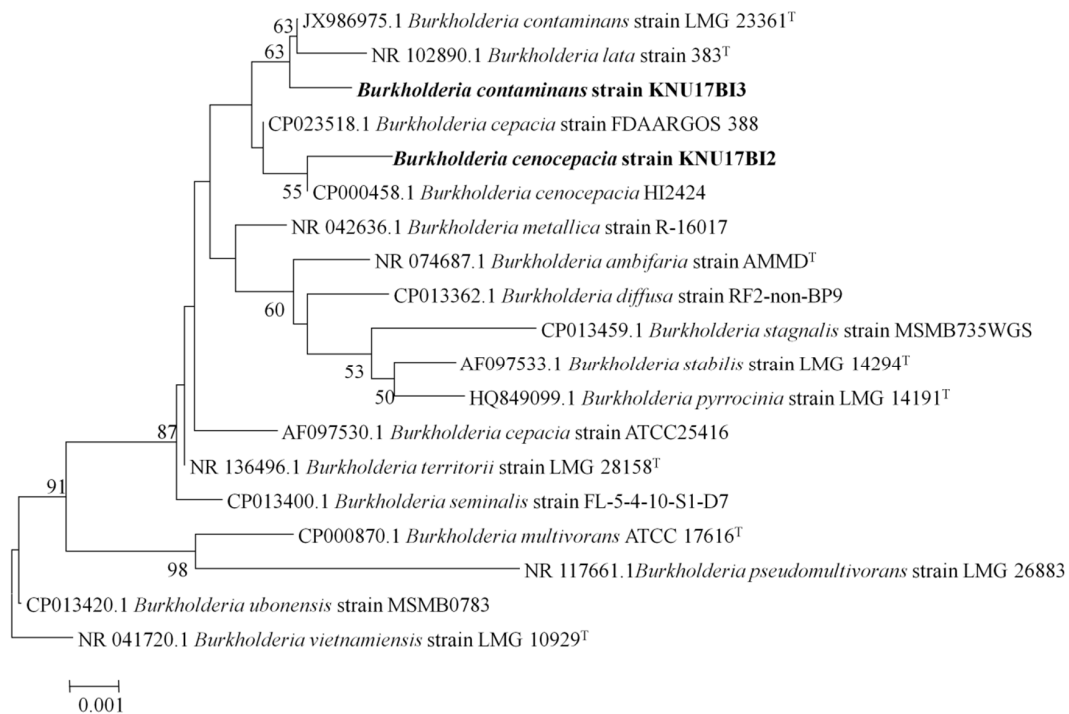 63 JX986975.1 Burkholderia contaminans strain LMG 23361ᵀ
63 NR 102890.1 Burkholderia lata strain 383ᵀ
Burkholderia contaminans strain KNU17BI3
CP023518.1 Burkholderia cepacia strain FDAARGOS 388
Burkholderia cenocepacia strain KNU17BI2
55 CP000458.1 Burkholderia cenocepacia HI2424
NR 042636.1 Burkholderia metallica strain R-16017
NR 074687.1 Burkholderia ambifaria strain AMMDᵀ
60 CP013362.1 Burkholderia diffusa strain RF2-non-BP9
CP013459.1 Burkholderia stagnalis strain MSMB735WGS
53 AF097533.1 Burkholderia stabilis strain LMG 14294ᵀ
50 HQ849099.1 Burkholderia pyrrocinia strain LMG 14191ᵀ
87 AF097530.1 Burkholderia cepacia strain ATCC25416
NR 136496.1 Burkholderia territorii strain LMG 28158ᵀ
91 CP013400.1 Burkholderia seminalis strain FL-5-4-10-S1-D7
CP000870.1 Burkholderia multivorans ATCC 17616ᵀ
98 NR 117661.1Burkholderia pseudomultivorans strain LMG 26883
CP013420.1 Burkholderia ubonensis strain MSMB0783
NR 041720.1 Burkholderia vietnamiensis strain LMG 10929ᵀ
0.001